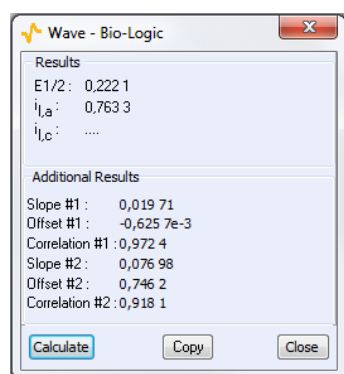 Wave - Bio-Logic
Results
E1/2 : 0,222 1
il,a : 0,763 3
il,c : ....
Additional Results
Slope #1 : 0,019 71
Offset #1 : -0,625 7e-3
Correlation #1 : 0,972 4
Slope #2 : 0,076 98
Offset #2 : 0,746 2
Correlation #2 : 0,918 1
Calculate Copy Close